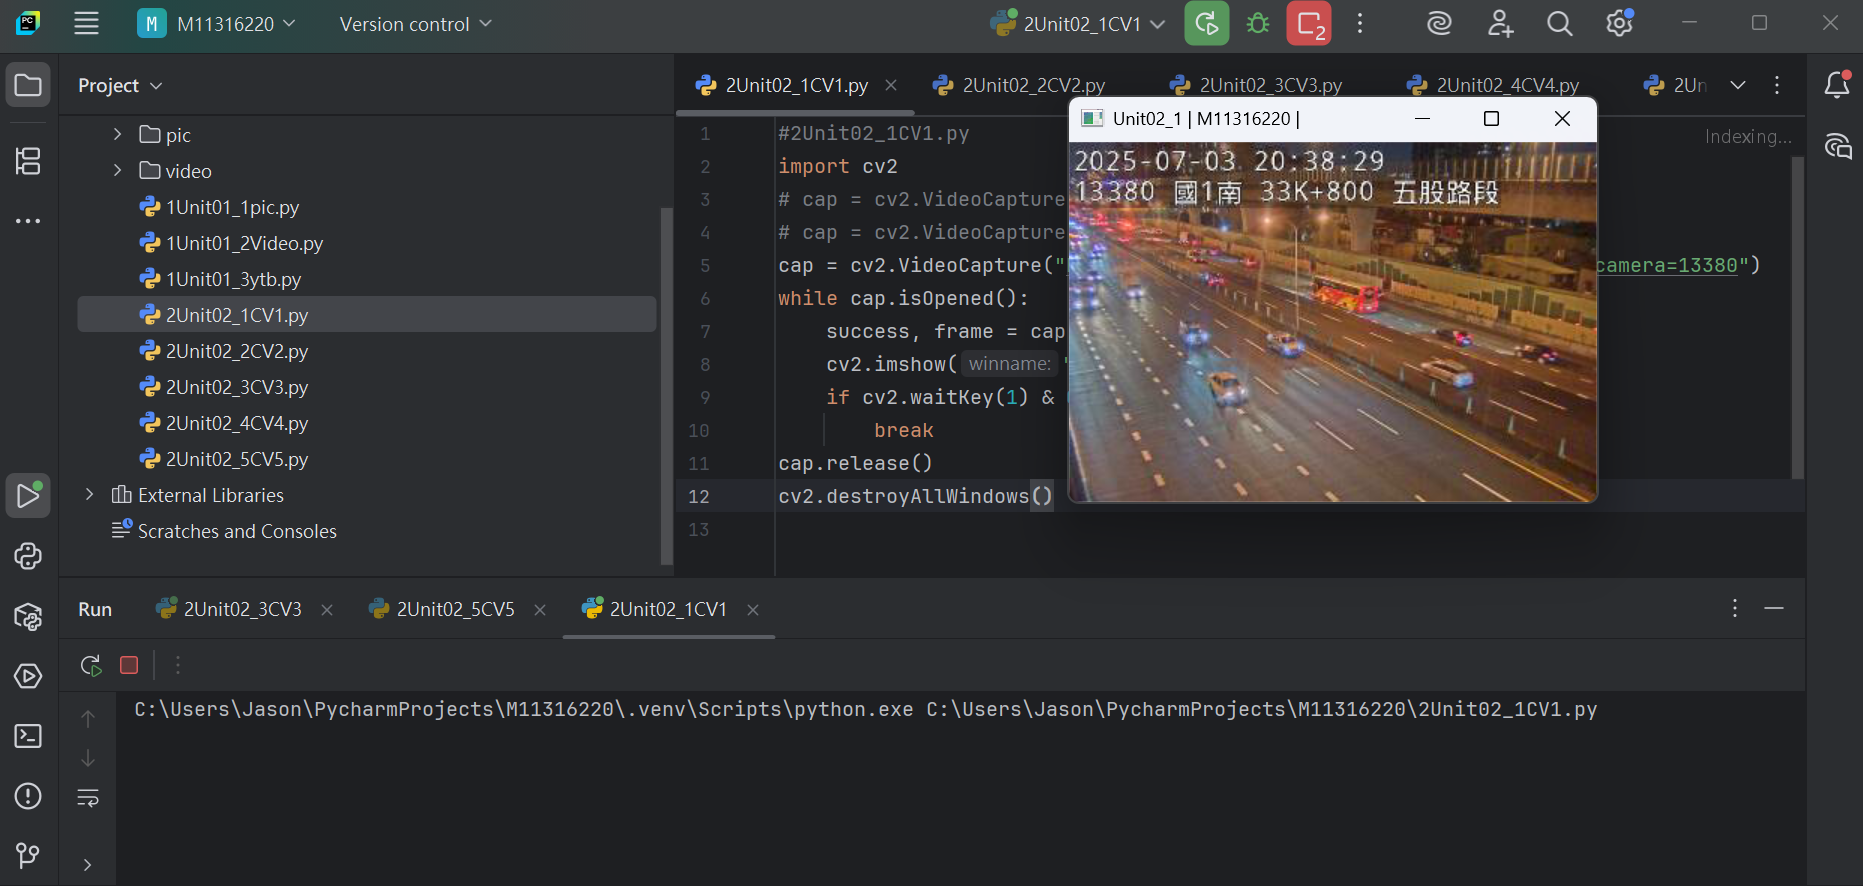 PC
M M11316220 Version control 2Unit02_1CV1 2
Project
pic
video
1Unit01_1pic.py
1Unit01_2Video.py
1Unit01_3ytb.py
2Unit02_1CV1.py
2Unit02_2CV2.py
2Unit02_3CV3.py
2Unit02_4CV4.py
2Unit02_5CV5.py
External Libraries
Scratches and Consoles
2Unit02_1CV1.py 2Unit02_2CV2.py 2Unit02_3CV3.py 2Unit02_4CV4.py 2Un
Indexing...
1 #2Unit02_1CV1.py
2 import cv2
3 # cap = cv2.VideoCapture
4 # cap = cv2.VideoCapture
5 cap = cv2.VideoCapture(" camera=13380")
6 while cap.isOpened():
7 success, frame = cap
8 cv2.imshow( winname: "
9 if cv2.waitKey(1) &
10 break
11 cap.release()
12 cv2.destroyAllWindows()
13
Unit02_1 | M11316220 |
2025-07-03 20:38:29
13380 國1南 33K+800 五股路段
Run 2Unit02_3CV3 2Unit02_5CV5 2Unit02_1CV1
C:\Users\Jason\PycharmProjects\M11316220\.venv\Scripts\python.exe C:\Users\Jason\PycharmProjects\M11316220\2Unit02_1CV1.py